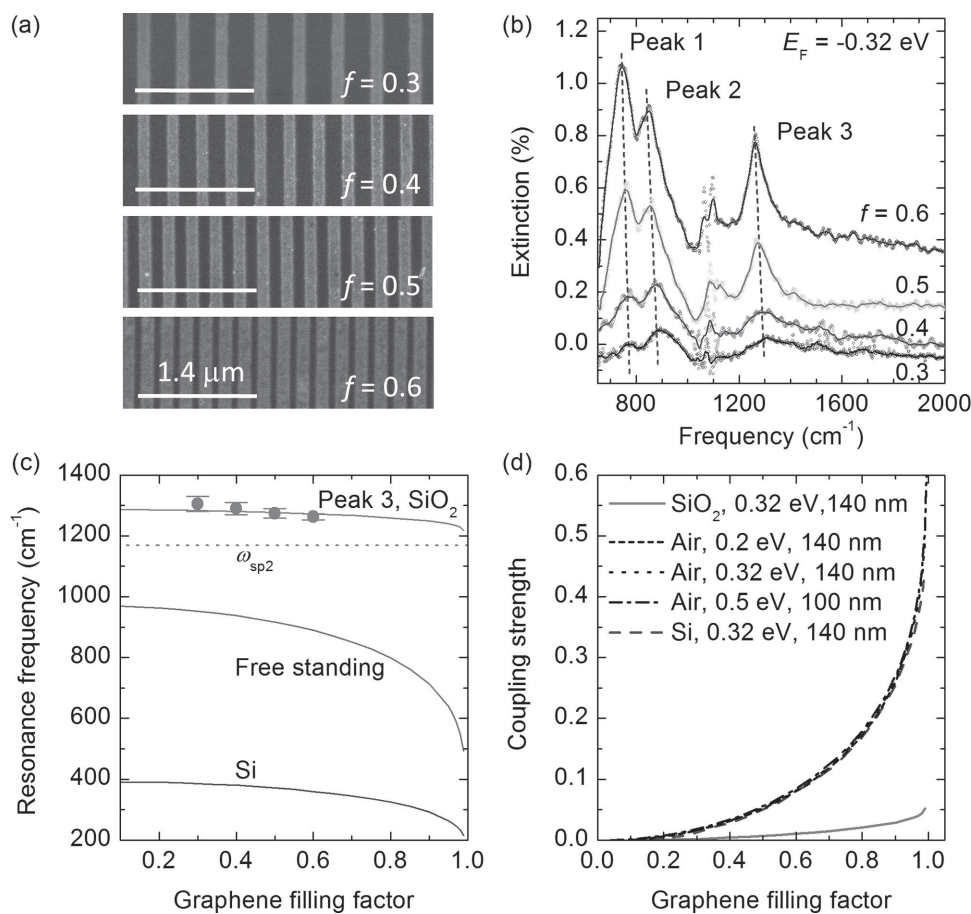 (a)
f = 0.3
f = 0.4
f = 0.5
1.4 μm
f = 0.6
(b)
1.2
1.0
0.8
0.6
0.4
0.2
0.0
Extinction (%)
Peak 1
E_F = -0.32 eV
Peak 2
Peak 3
f = 0.6
0.5
0.4
0.3
800
1200
1600
2000
Frequency (cm⁻¹)
(c)
1400
1200
1000
800
600
400
200
Resonance frequency (cm⁻¹)
Peak 3, SiO₂
ω_sp2
Free standing
Si
0.2
0.4
0.6
0.8
1.0
Graphene filling factor
(d)
0.6
0.5
0.4
0.3
0.2
0.1
0.0
Coupling strength
SiO₂, 0.32 eV,140 nm
Air, 0.2 eV, 140 nm
Air, 0.32 eV, 140 nm
Air, 0.5 eV, 100 nm
Si, 0.32 eV, 140 nm
0.0
0.2
0.4
0.6
0.8
1.0
Graphene filling factor